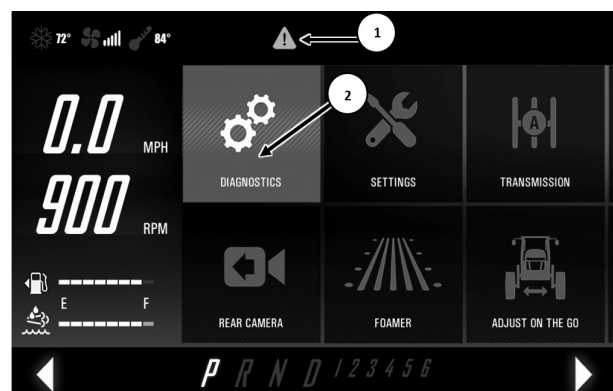 72° 84°
1
2
0.0 MPH
900 RPM
E F
DIAGNOSTICS SETTINGS TRANSMISSION
A
REAR CAMERA FOAMER ADJUST ON THE GO
P R N D 1 2 3 4 5 6